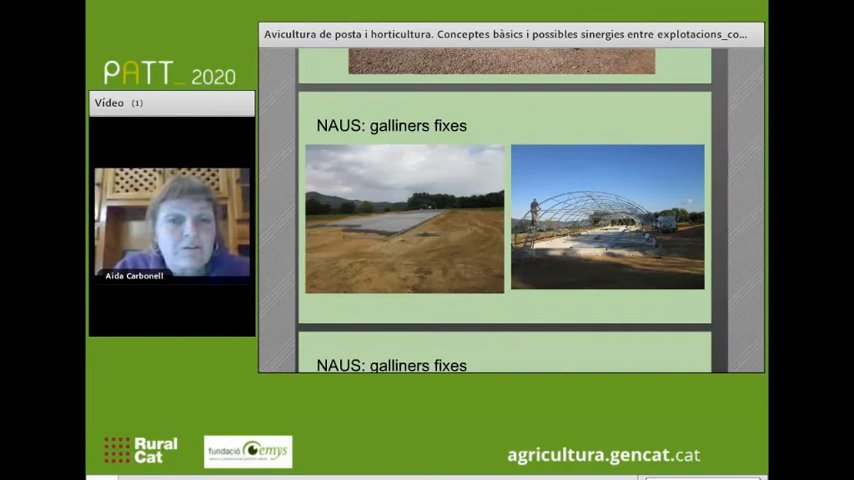 PATT_2020
Avicultura de posta i horticultura. Conceptes bàsics i possibles sinergies entre explotacions_co...
Vídeo (1)
Aida Carbonell
NAUS: galliners fixes
NAUS: galliners fixes
Rural
Cat
fundació emys
agricultura.gencat.cat